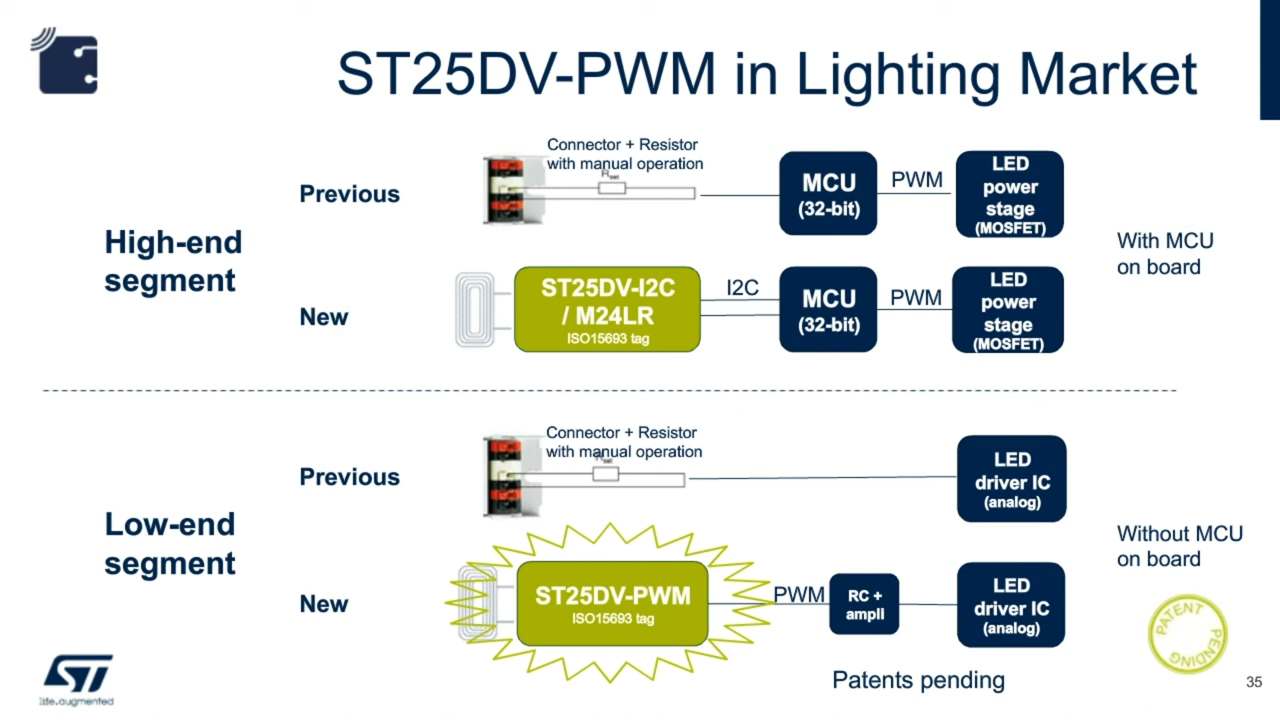 ST25DV-PWM in Lighting Market
Connector + Resistor
with manual operation
Rset
Previous
MCU
(32-bit)
PWM
LED
power
stage
(MOSFET)
High-end
segment
With MCU
on board
New
ST25DV-I2C
/ M24LR
ISO15693 tag
I2C
MCU
(32-bit)
PWM
LED
power
stage
(MOSFET)
Connector + Resistor
with manual operation
Rset
Previous
LED
driver IC
(analog)
Low-end
segment
Without MCU
on board
New
ST25DV-PWM
ISO15693 tag
PWM
RC +
ampli
LED
driver IC
(analog)
PATENT
PENDING
Patents pending
ST
life.augmented
35